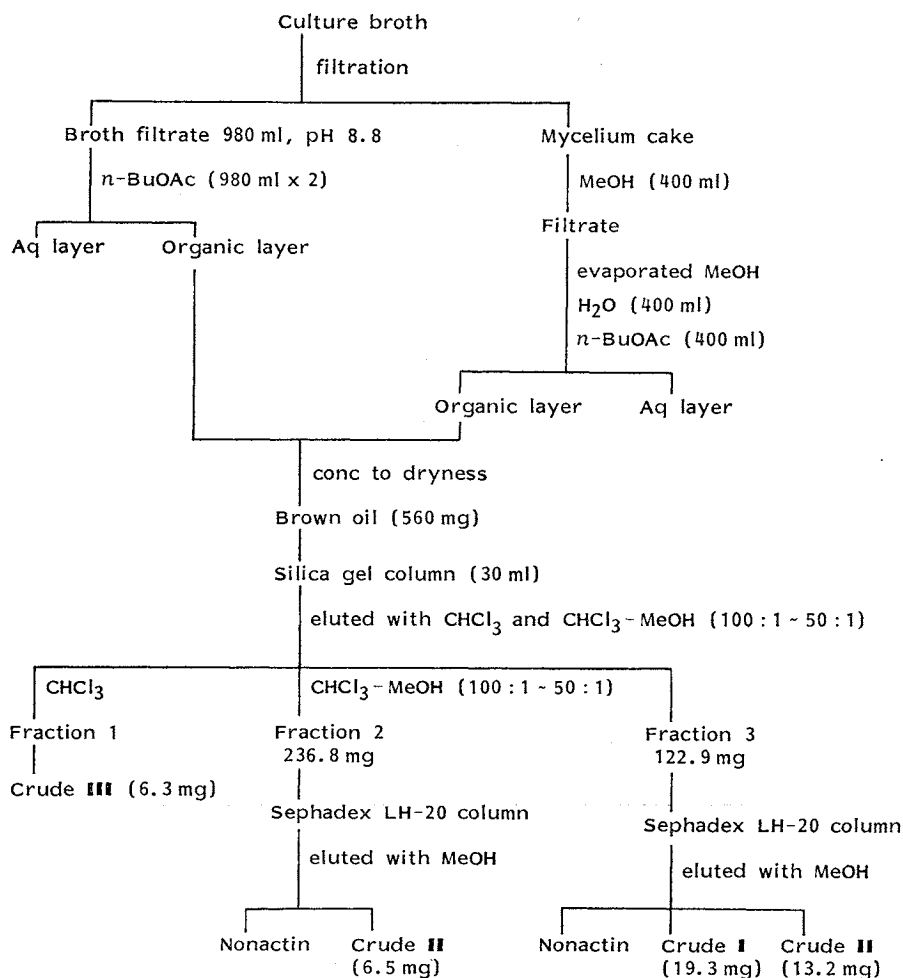 Culture broth
filtration
Broth filtrate 980 ml, pH 8.8
Mycelium cake
n-BuOAc (980 ml x 2)
MeOH (400 ml)
Aq layer
Organic layer
Filtrate
evaporated MeOH
H2O (400 ml)
n-BuOAc (400 ml)
Organic layer
Aq layer
conc to dryness
Brown oil (560 mg)
Silica gel column (30 ml)
eluted with CHCl3 and CHCl3-MeOH (100 : 1 ~ 50 : 1)
CHCl3
CHCl3-MeOH (100 : 1 ~ 50 : 1)
Fraction 1
Fraction 2
236.8 mg
Fraction 3
122.9 mg
Crude III (6.3 mg)
Sephadex LH-20 column
eluted with MeOH
Sephadex LH-20 column
eluted with MeOH
Nonactin
Crude II
(6.5 mg)
Nonactin
Crude I
(19.3 mg)
Crude II
(13.2 mg)